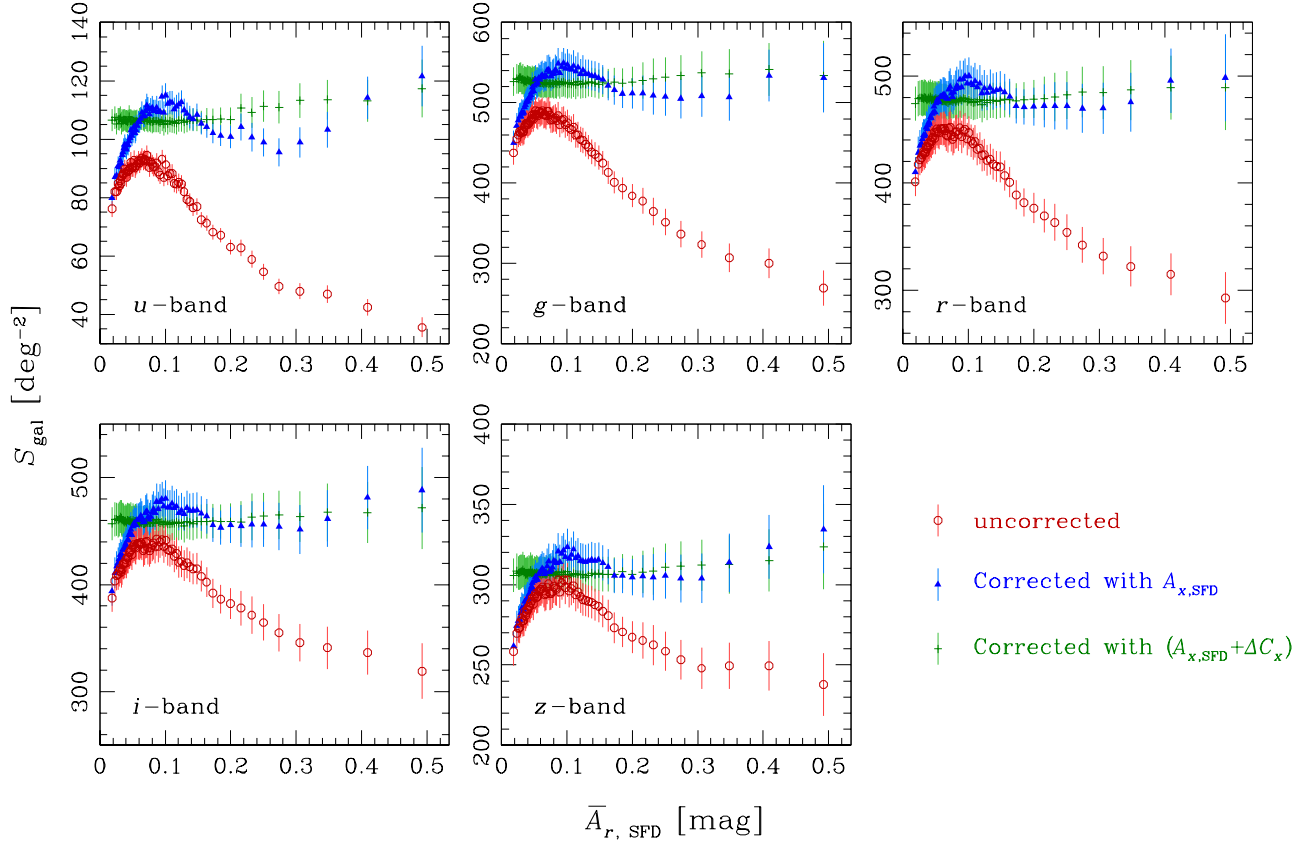 140
120
100
80
60
40
u-band
0 0.1 0.2 0.3 0.4 0.5
600
500
400
300
200
g-band
0 0.1 0.2 0.3 0.4 0.5
500
400
300
r-band
0 0.1 0.2 0.3 0.4 0.5
S_gal [deg⁻²]
500
400
300
i-band
0 0.1 0.2 0.3 0.4 0.5
400
350
300
250
200
z-band
0 0.1 0.2 0.3 0.4 0.5
uncorrected
Corrected with A_x,SFD
Corrected with (A_x,SFD+ΔC_x)
A̅_r, SFD [mag]